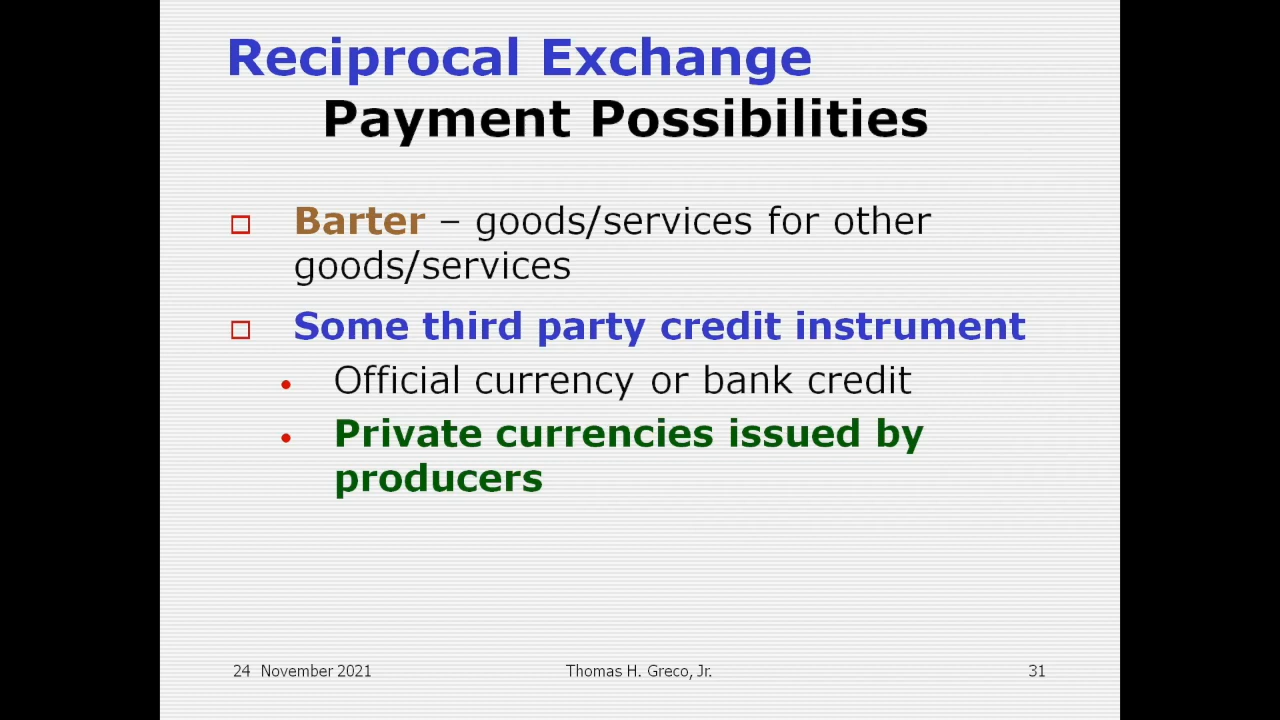 Reciprocal Exchange
Payment Possibilities
Barter – goods/services for other
goods/services
Some third party credit instrument
• Official currency or bank credit
• Private currencies issued by
producers
24 November 2021 Thomas H. Greco, Jr. 31